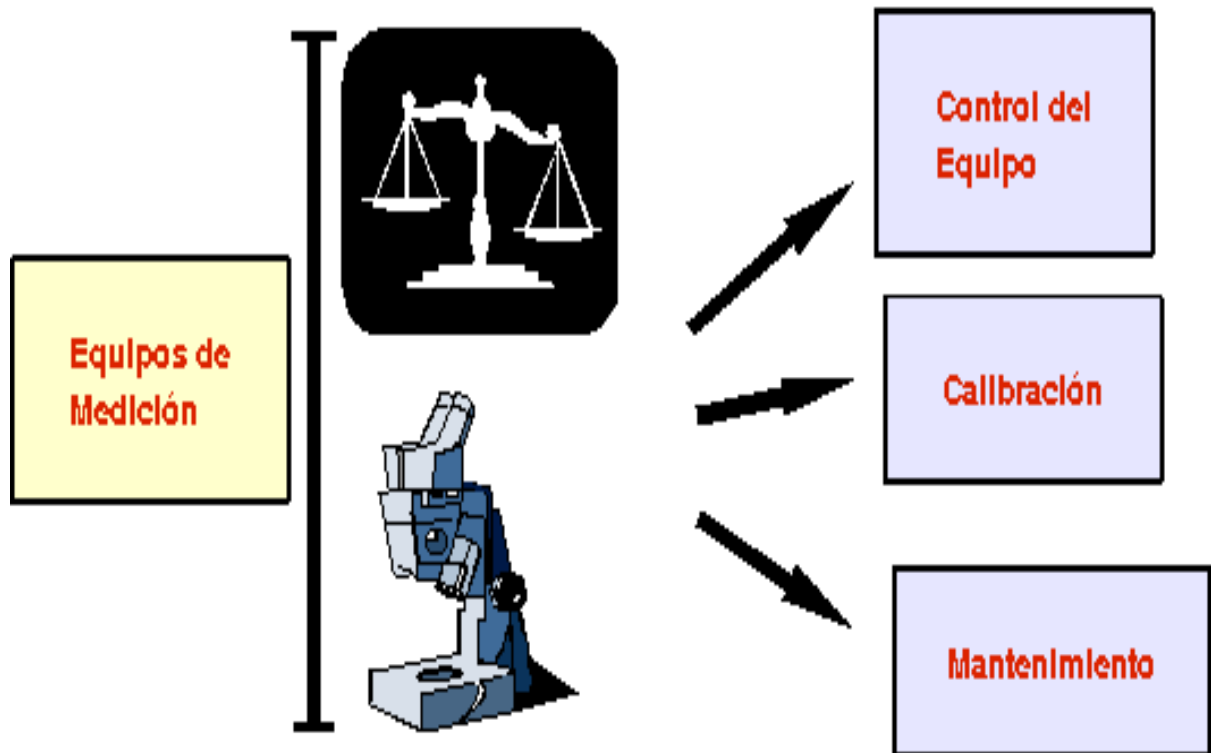 Equipos de
Medición
Control del
Equipo
Calibración
Mantenimiento